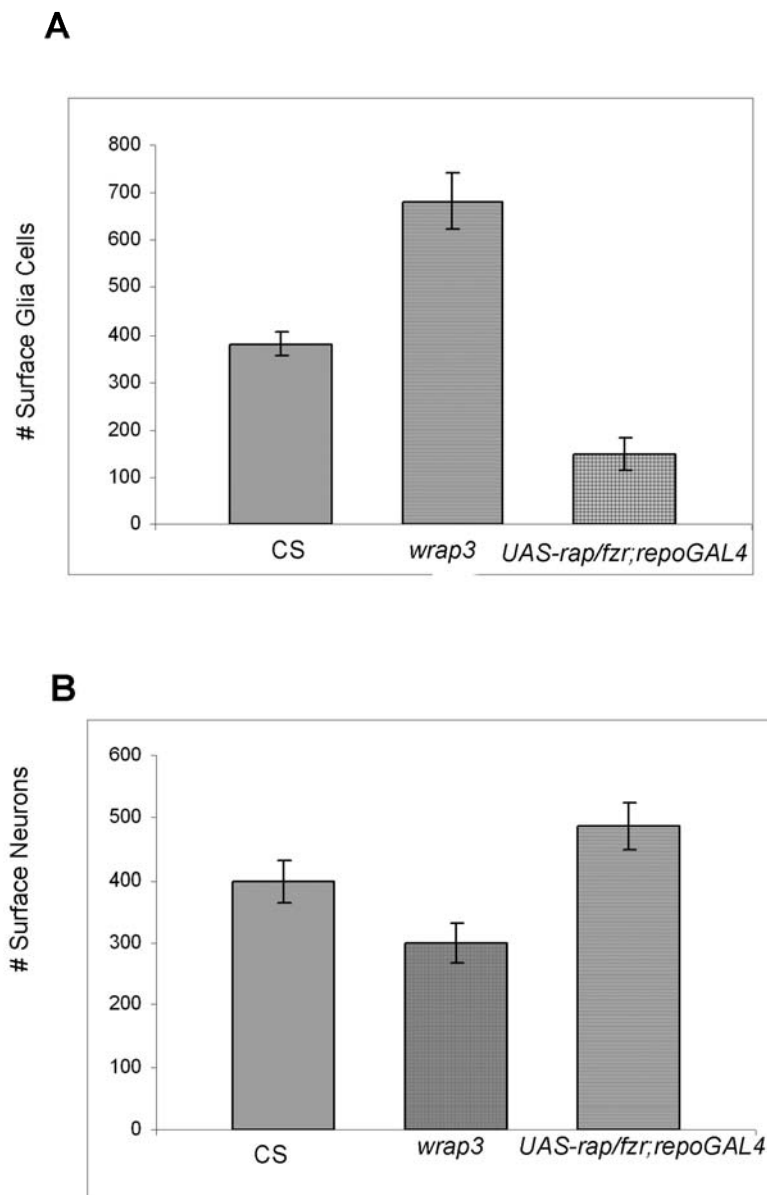 A
# Surface Glia Cells
800
700
600
500
400
300
200
100
0
CS wrap3 UAS-rap/fzr;repoGAL4
B
# Surface Neurons
600
500
400
300
200
100
0
CS wrap3 UAS-rap/fzr;repoGAL4